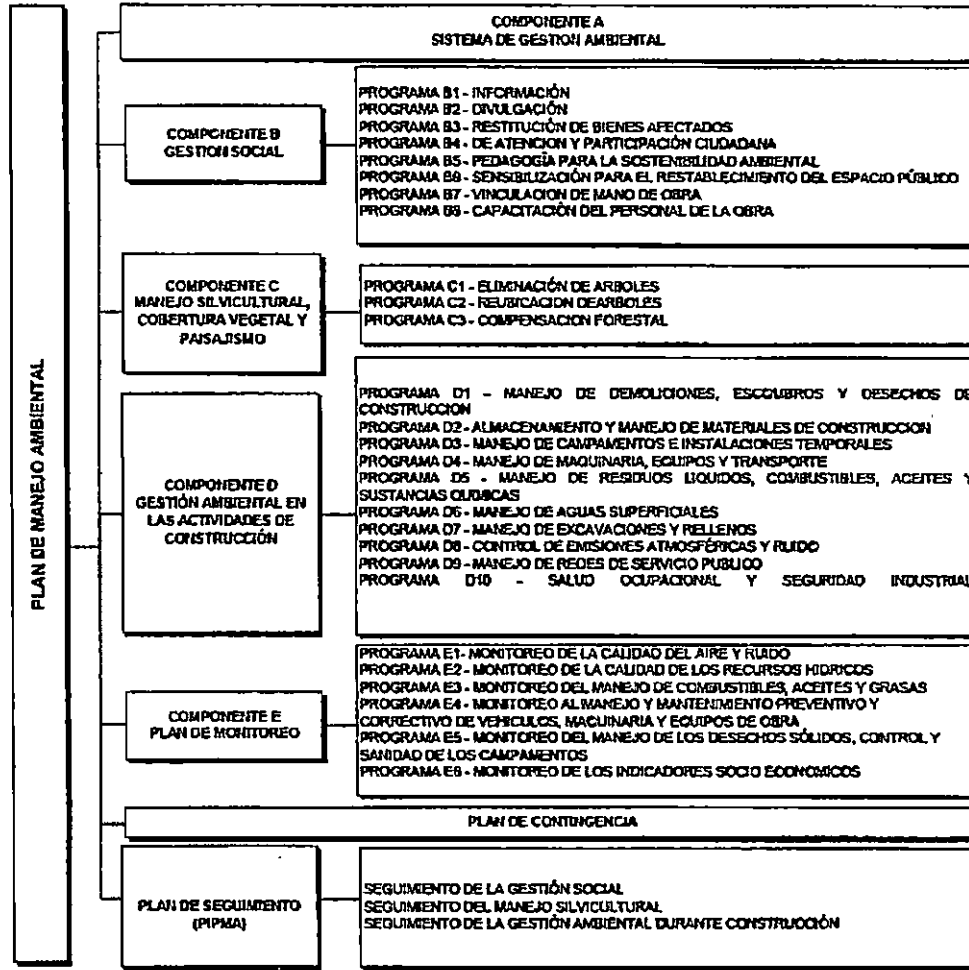 PLAN DE MANEJO AMBIENTAL
COMPONENTE A
SISTEMA DE GESTION AMBIENTAL
COMPONENTE B
GESTION SOCIAL
PROGRAMA B1 - INFORMACIÓN
PROGRAMA B2 - DIVULGACIÓN
PROGRAMA B3 - RESTITUCIÓN DE BIENES AFECTADOS
PROGRAMA B4 - DE ATENCION Y PARTICIPACIÓN CIUDADANA
PROGRAMA B5 - PEDAGOGÍA PARA LA SOSTENIBILIDAD AMBIENTAL
PROGRAMA B6 - SENSIBILIZACIÓN PARA EL RESTABLECIMIENTO DEL ESPACIO PÚBLICO
PROGRAMA B7 - VINCULACION DE MANO DE OBRA
PROGRAMA B8 - CAPACITACIÓN DEL PERSONAL DE LA OBRA
COMPONENTE C
MANEJO SILVICULTURAL,
COBERTURA VEGETAL Y
PAISAJISMO
PROGRAMA C1 - ELIMINACIÓN DE ARBOLES
PROGRAMA C2 - REUBICACION DEARBOLES
PROGRAMA C3 - COMPENSACION FORESTAL
COMPONENTE D
GESTIÓN AMBIENTAL EN
LAS ACTIVIDADES DE
CONSTRUCCIÓN
PROGRAMA D1 - MANEJO DE DEMOLICIONES, ESCOMBROS Y DESECHOS DE
CONSTRUCCION
PROGRAMA D2 - ALMACENAMIENTO Y MANEJO DE MATERIALES DE CONSTRUCCION
PROGRAMA D3 - MANEJO DE CAMPAMENTOS E INSTALACIONES TEMPORALES
PROGRAMA D4 - MANEJO DE MAQUINARIA, EQUIPOS Y TRANSPORTE
PROGRAMA D5 - MANEJO DE RESIDUOS LIQUIDOS, COMBUSTIBLES, ACEITES Y
SUSTANCIAS QUIMICAS
PROGRAMA D6 - MANEJO DE AGUAS SUPERFICIALES
PROGRAMA D7 - MANEJO DE EXCAVACIONES Y RELLENOS
PROGRAMA D8 - CONTROL DE EMISIONES ATMOSFÉRICAS Y RUIDO
PROGRAMA D9 - MANEJO DE REDES DE SERVICIO PUBLICO
PROGRAMA D10 - SALUD OCUPACIONAL Y SEGURIDAD INDUSTRIAL
COMPONENTE E
PLAN DE MONITOREO
PROGRAMA E1- MONITOREO DE LA CALIDAD DEL AIRE Y RUIDO
PROGRAMA E2 - MONITOREO DE LA CALIDAD DE LOS RECURSOS HIDRICOS
PROGRAMA E3 - MONITOREO DEL MANEJO DE COMBUSTIBLES, ACEITES Y GRASAS
PROGRAMA E4 - MONITOREO AL MANEJO Y MANTENIMIENTO PREVENTIVO Y
CORRECTIVO DE VEHICULOS, MAQUINARIA Y EQUIPOS DE OBRA
PROGRAMA E5 - MONITOREO DEL MANEJO DE LOS DESECHOS SÓLIDOS, CONTROL Y
SANIDAD DE LOS CAMPAMENTOS
PROGRAMA E6 - MONITOREO DE LOS INDICADORES SOCIO ECONOMICOS
PLAN DE CONTINGENCIA
PLAN DE SEGUIMIENTO
(PIPMA)
SEGUIMIENTO DE LA GESTIÓN SOCIAL
SEGUIMIENTO DEL MANEJO SILVICULTURAL
SEGUIMIENTO DE LA GESTIÓN AMBIENTAL DURANTE CONSTRUCCIÓN